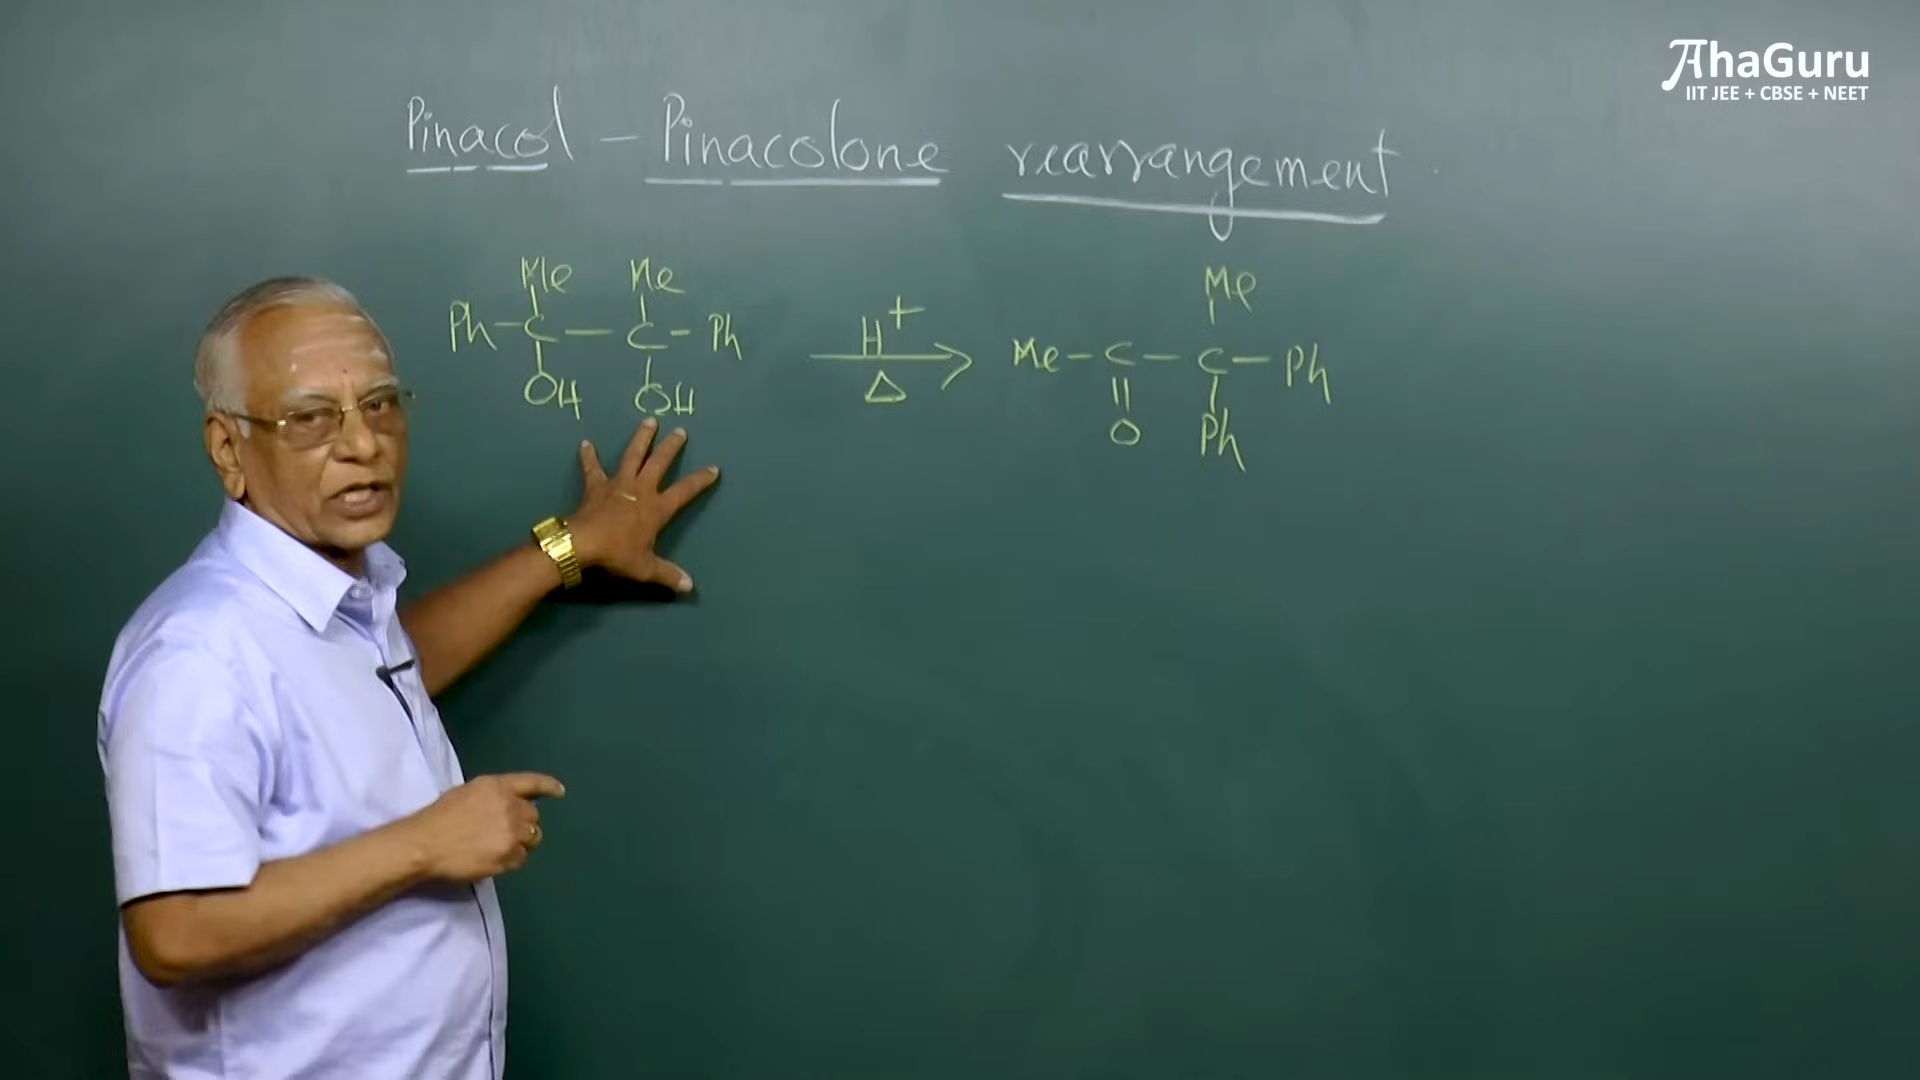 AhaGuru
IIT JEE + CBSE + NEET
Pinacol - Pinacolone rearrangement
Me Me
Ph-C-C-Ph
OH OH
H+
Δ
Me
Me-C-C-Ph
O Ph